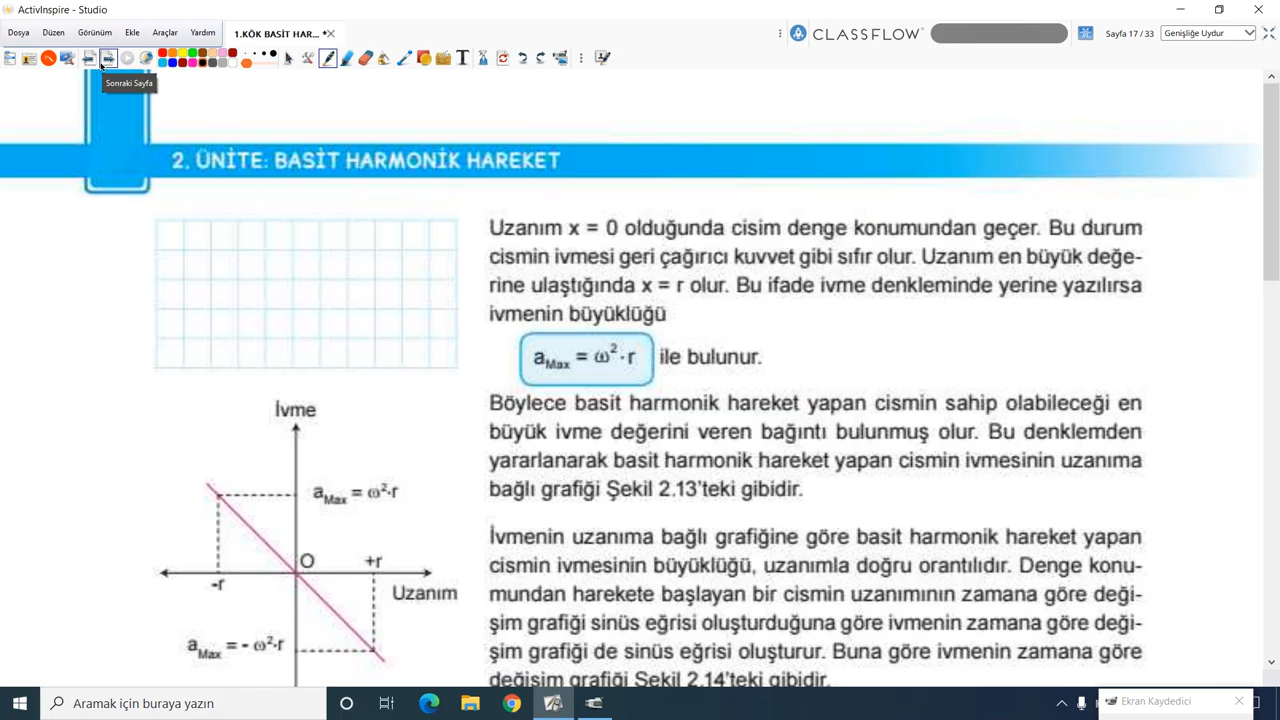 ActivInspire - Studio
Dosya Düzen Görünüm Ekle Araçlar Yardım
1.KÖK BASİT HAR... *
CLASSFLOW
Sayfa 17 / 33
Genişliğe Uydur
T
Sonraki Sayfa
2. ÜNİTE: BASİT HARMONİK HAREKET
Uzanım x = 0 olduğunda cisim denge konumundan geçer. Bu durum
cismin ivmesi geri çağırıcı kuvvet gibi sıfır olur. Uzanım en büyük değe-
rine ulaştığında x = r olur. Bu ifade ivme denkleminde yerine yazılırsa
ivmenin büyüklüğü
aMax = ω²·r ile bulunur.
Böylece basit harmonik hareket yapan cismin sahip olabileceği en
büyük ivme değerini veren bağıntı bulunmuş olur. Bu denklemden
yararlanarak basit harmonik hareket yapan cismin ivmesinin uzanıma
bağlı grafiği Şekil 2.13'teki gibidir.
İvmenin uzanıma bağlı grafiğine göre basit harmonik hareket yapan
cismin ivmesinin büyüklüğü, uzanımla doğru orantılıdır. Denge konu-
mundan harekete başlayan bir cismin uzanımının zamana göre deği-
şim grafiği sinüs eğrisi oluşturduğuna göre ivmenin zamana göre deği-
şim grafiği de sinüs eğrisi oluşturur. Buna göre ivmenin zamana göre
değişim grafiği Şekil 2.14'teki gibidir.
İvme
aMax = ω²·r
O
+r
-r
Uzanım
aMax = - ω²·r
Aramak için buraya yazın
Ekran Kaydedici